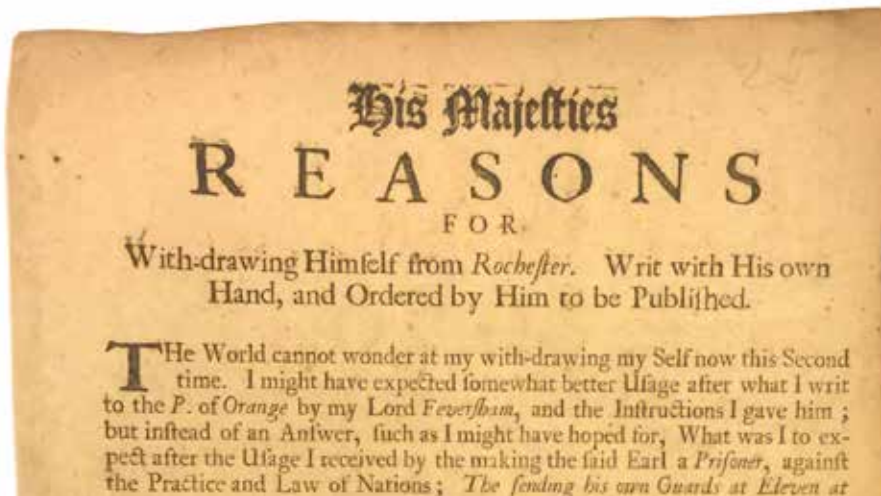 His Majesties
REASONS
FOR
With-drawing Himſelf from Rocheſter. Writ with His own
Hand, and Ordered by Him to be Publiſhed.
THe World cannot wonder at my with-drawing my Self now this Second
time. I might have expected ſomewhat better Uſage after what I writ
to the P. of Orange by my Lord Feverſham, and the Inſtructions I gave him ;
but inſtead of an Anſwer, ſuch as I might have hoped for, What was I to ex-
pect after the Uſage I received by the making the ſaid Earl a Priſoner, againſt
the Practice and Law of Nations ; The ſending his own Guards at Eleven at